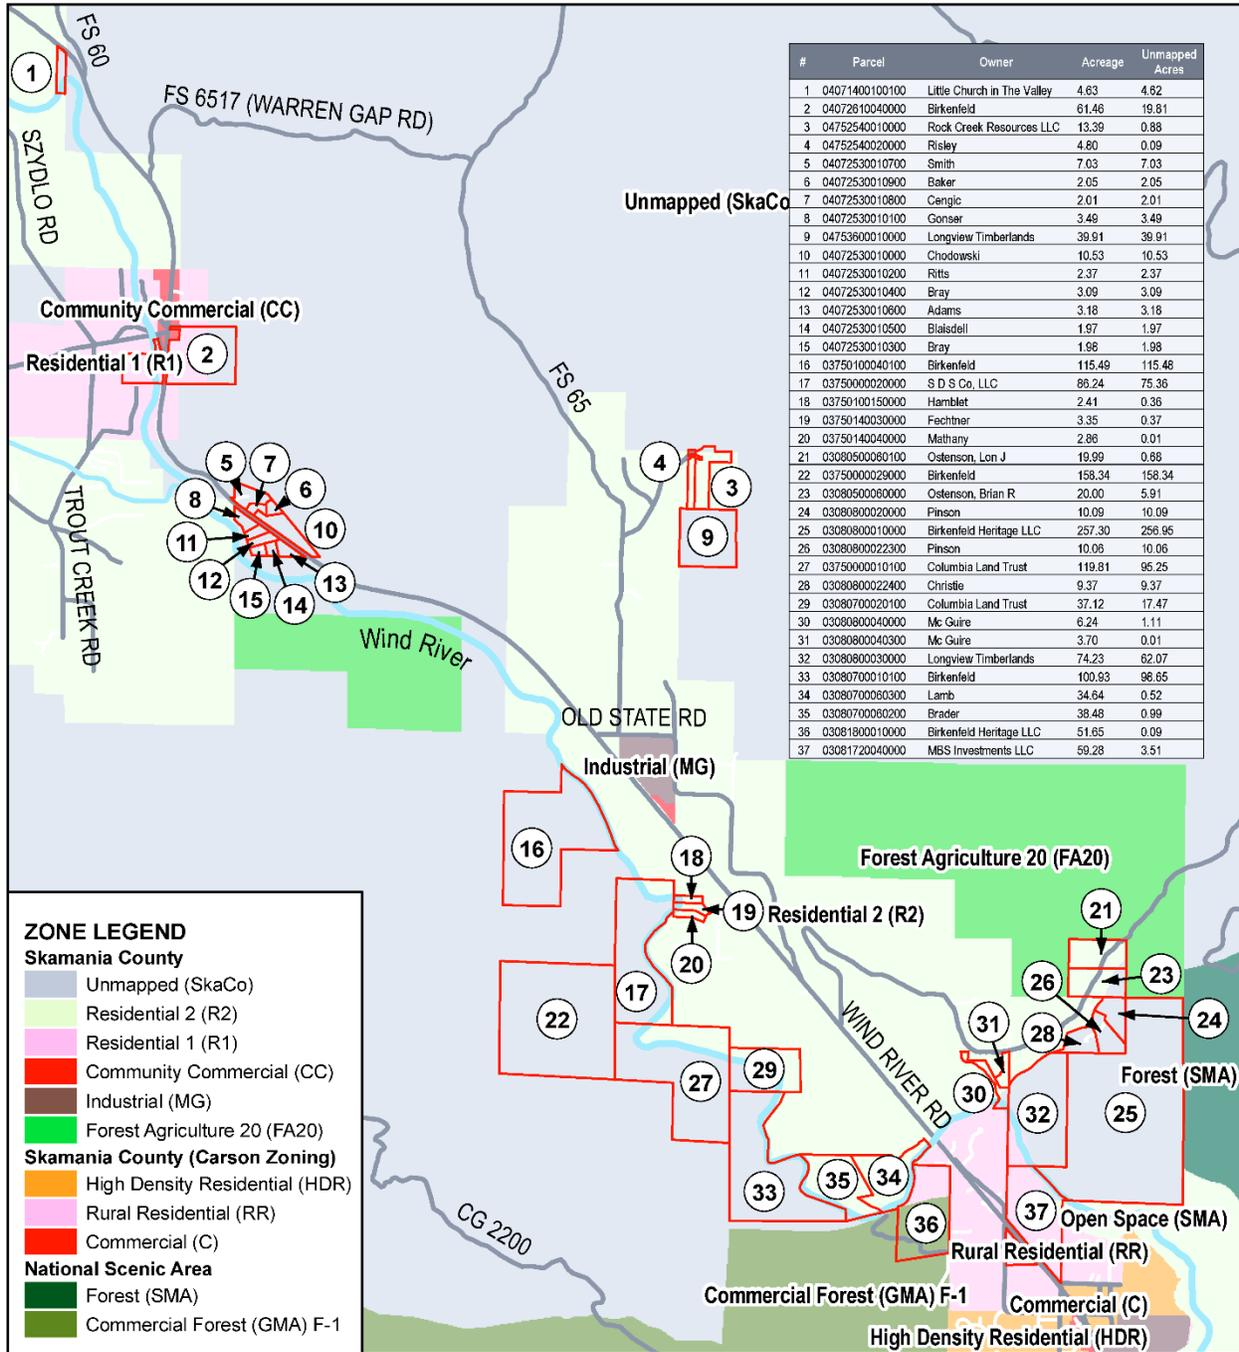 FS 60
1
FS 6517 (WARREN GAP RD)
SZYDLO RD
Unmapped (SkaCo
Community Commercial (CC)
Residential 1 (R1)
2
FS 65
# Parcel Owner Acreage Unmapped Acres
1 04071400100100 Little Church in The Valley 4.63 4.62
2 04072610040000 Birkenfeld 61.46 19.81
3 04752540010000 Rock Creek Resources LLC 13.39 0.88
4 04752540020000 Risley 4.80 0.09
5 04072530010700 Smith 7.03 7.03
6 04072530010900 Baker 2.05 2.05
7 04072530010800 Cengic 2.01 2.01
8 04072530010100 Gonser 3.49 3.49
9 04753600010000 Longview Timberlands 39.91 39.91
10 04072530010000 Chodowski 10.53 10.53
11 04072530010200 Ritts 2.37 2.37
12 04072530010400 Bray 3.09 3.09
13 04072530010600 Adams 3.18 3.18
14 04072530010500 Blaisdell 1.97 1.97
15 04072530010300 Bray 1.98 1.98
16 03750100040100 Birkenfeld 115.49 115.48
17 03750000020000 S D S Co, LLC 86.24 75.36
18 03750100150000 Hamblet 2.41 0.36
19 03750140030000 Fechtner 3.35 0.37
20 03750140040000 Mathany 2.86 0.01
21 03080500060100 Ostenson, Lon J 19.99 0.68
22 03750000029000 Birkenfeld 158.34 158.34
23 03080500060000 Ostenson, Brian R 20.00 5.91
24 03080800020000 Pinson 10.09 10.09
25 03080800010000 Birkenfeld Heritage LLC 257.30 256.95
26 03080800022300 Pinson 10.06 10.06
27 03750000010100 Columbia Land Trust 119.81 95.25
28 03080800022400 Christie 9.37 9.37
29 03080700020100 Columbia Land Trust 37.12 17.47
30 03080800040000 Mc Guire 6.24 1.11
31 03080800040300 Mc Guire 3.70 0.01
32 03080800030000 Longview Timberlands 74.23 62.07
33 03080700010100 Birkenfeld 100.93 98.65
34 03080700060300 Lamb 34.64 0.52
35 03080700060200 Brader 38.48 0.99
36 03081800010000 Birkenfeld Heritage LLC 51.65 0.09
37 03081720040000 MBS Investments LLC 59.28 3.51
5
7
6
8
10
11
12
15
14
13
4
3
9
TROUT CREEK RD
Wind River
OLD STATE RD
Industrial (MG)
16
18
19
Residential 2 (R2)
20
17
22
Forest Agriculture 20 (FA20)
21
23
26
24
28
31
WIND RIVER RD
29
27
30
32
Forest (SMA)
25
33
35
34
36
37
Open Space (SMA)
Rural Residential (RR)
CG 2200
Commercial Forest (GMA) F-1
Commercial (C)
High Density Residential (HDR)
ZONE LEGEND
Skamania County
Unmapped (SkaCo)
Residential 2 (R2)
Residential 1 (R1)
Community Commercial (CC)
Industrial (MG)
Forest Agriculture 20 (FA20)
Skamania County (Carson Zoning)
High Density Residential (HDR)
Rural Residential (RR)
Commercial (C)
National Scenic Area
Forest (SMA)
Commercial Forest (GMA) F-1